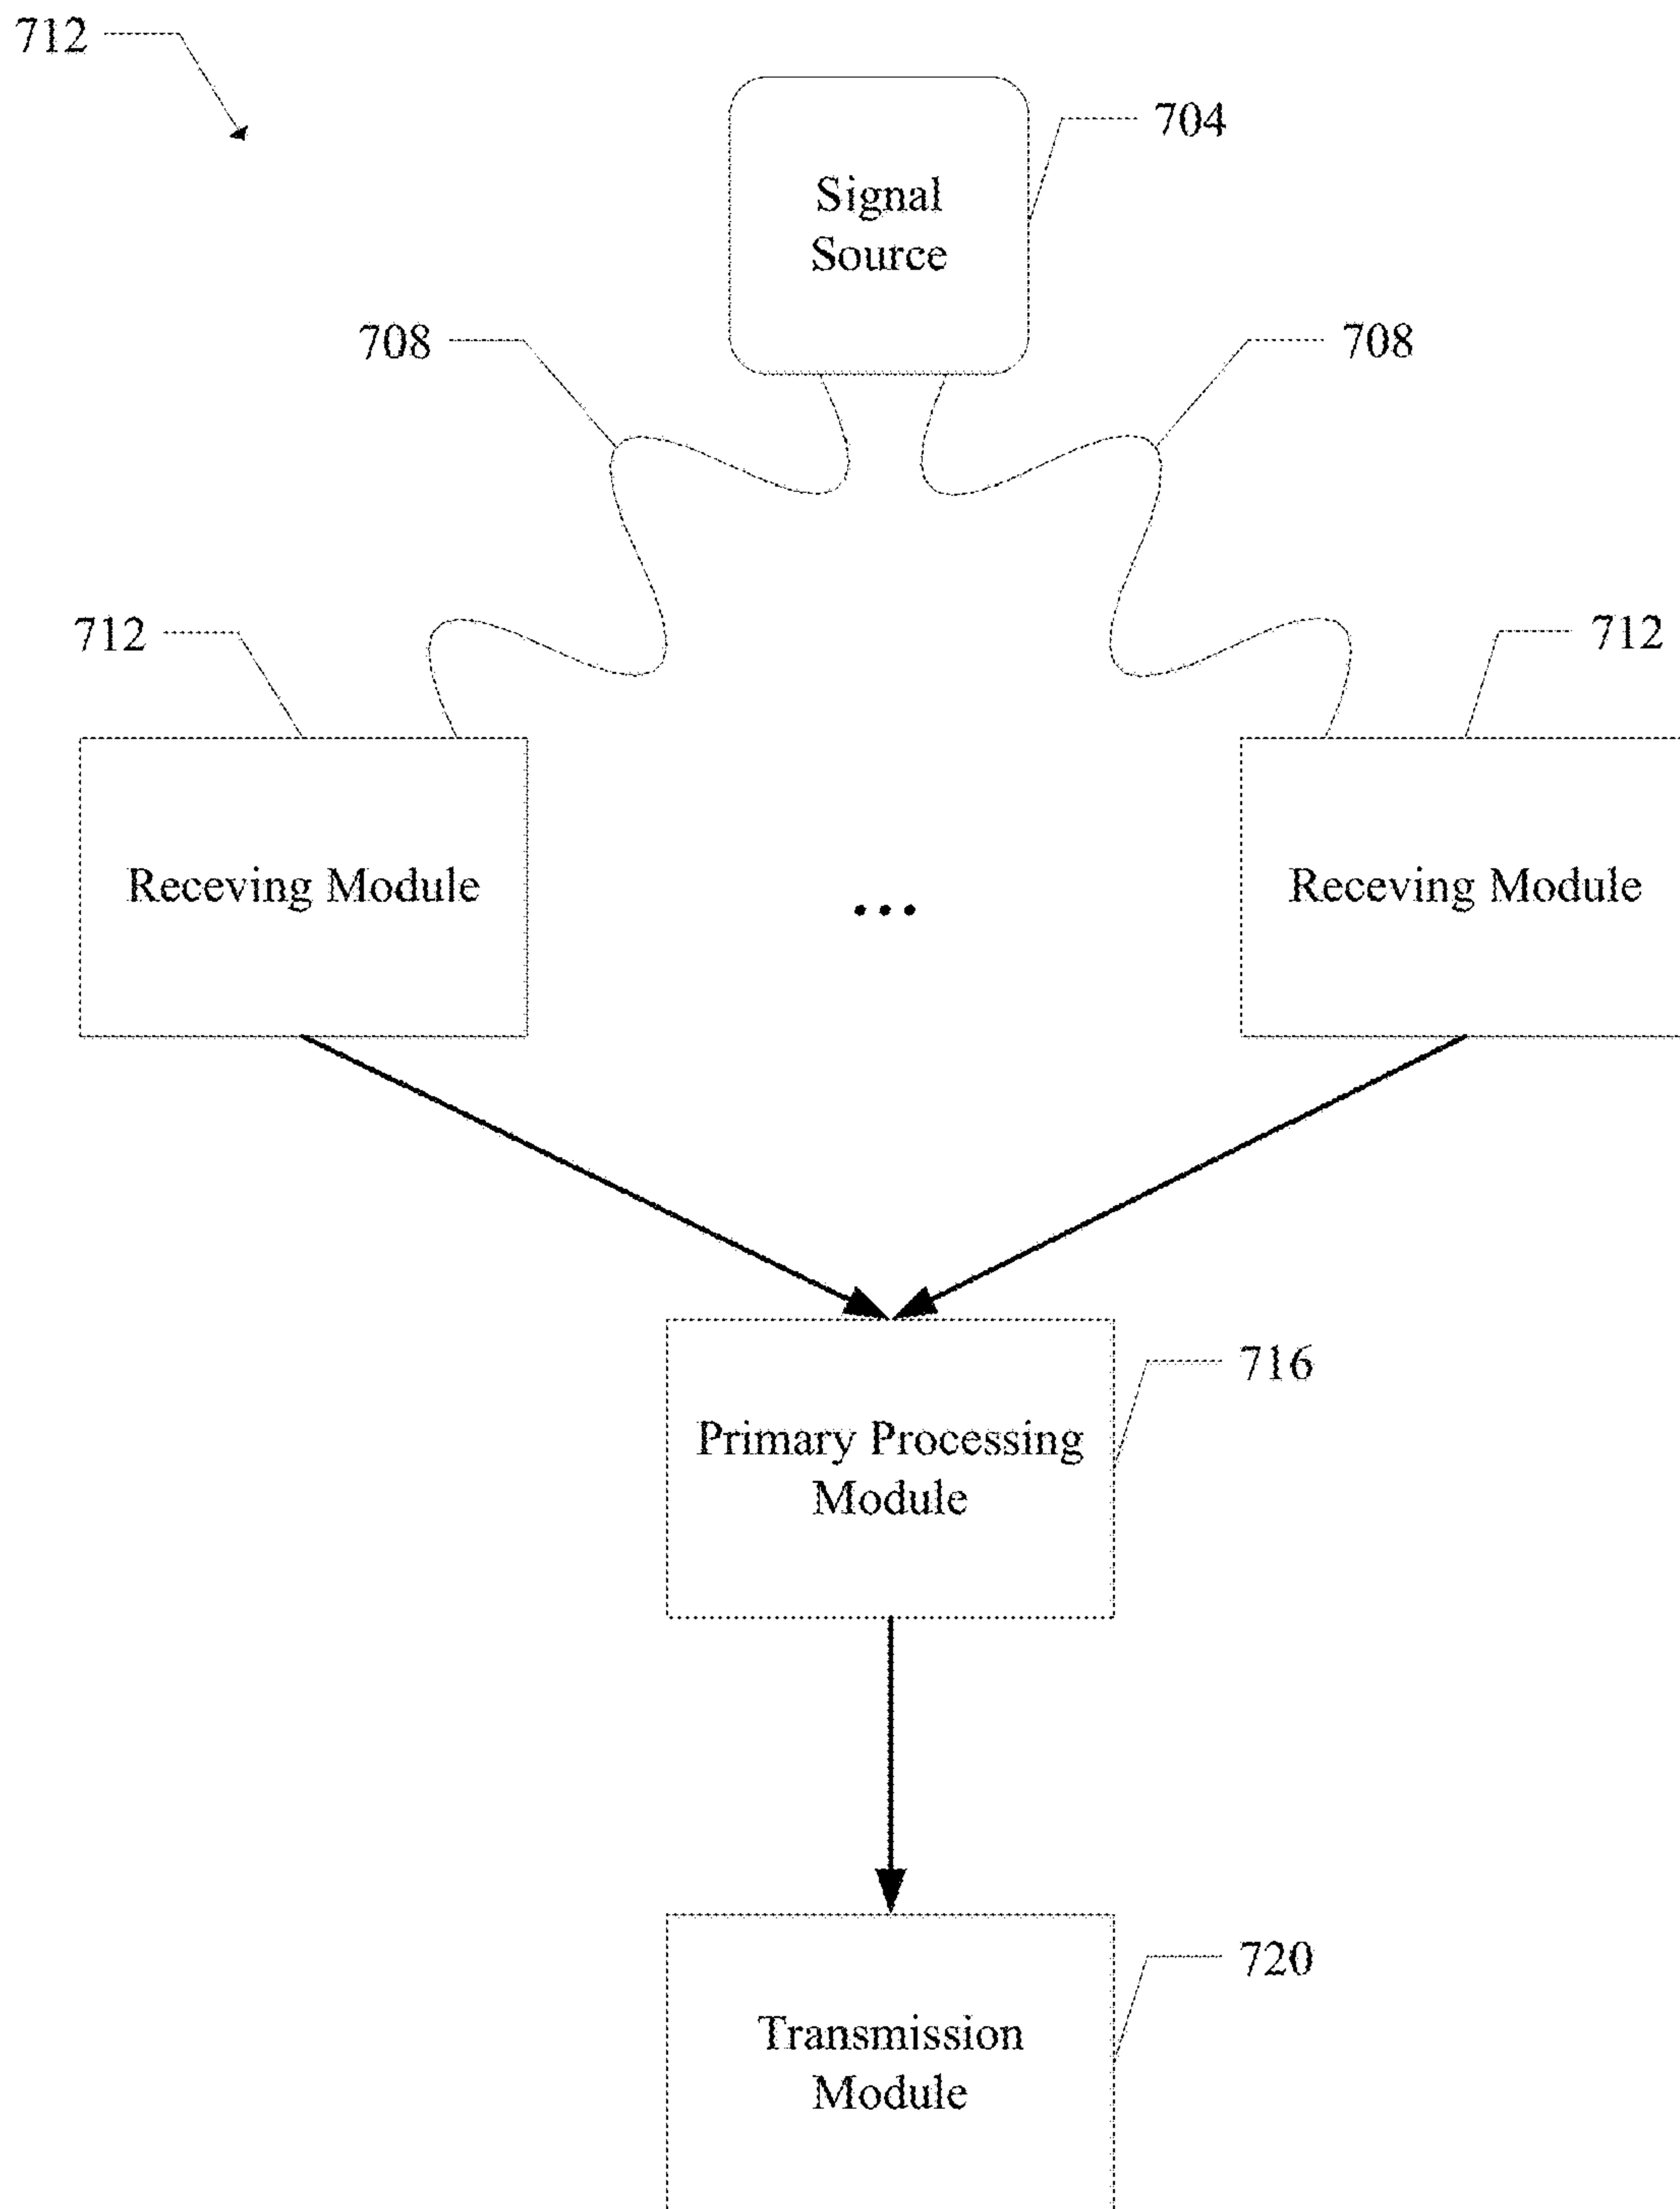 712
704
Signal
Source
708
708
712
712
Receving Module
...
Receving Module
716
Primary Processing
Module
720
Transmission
Module